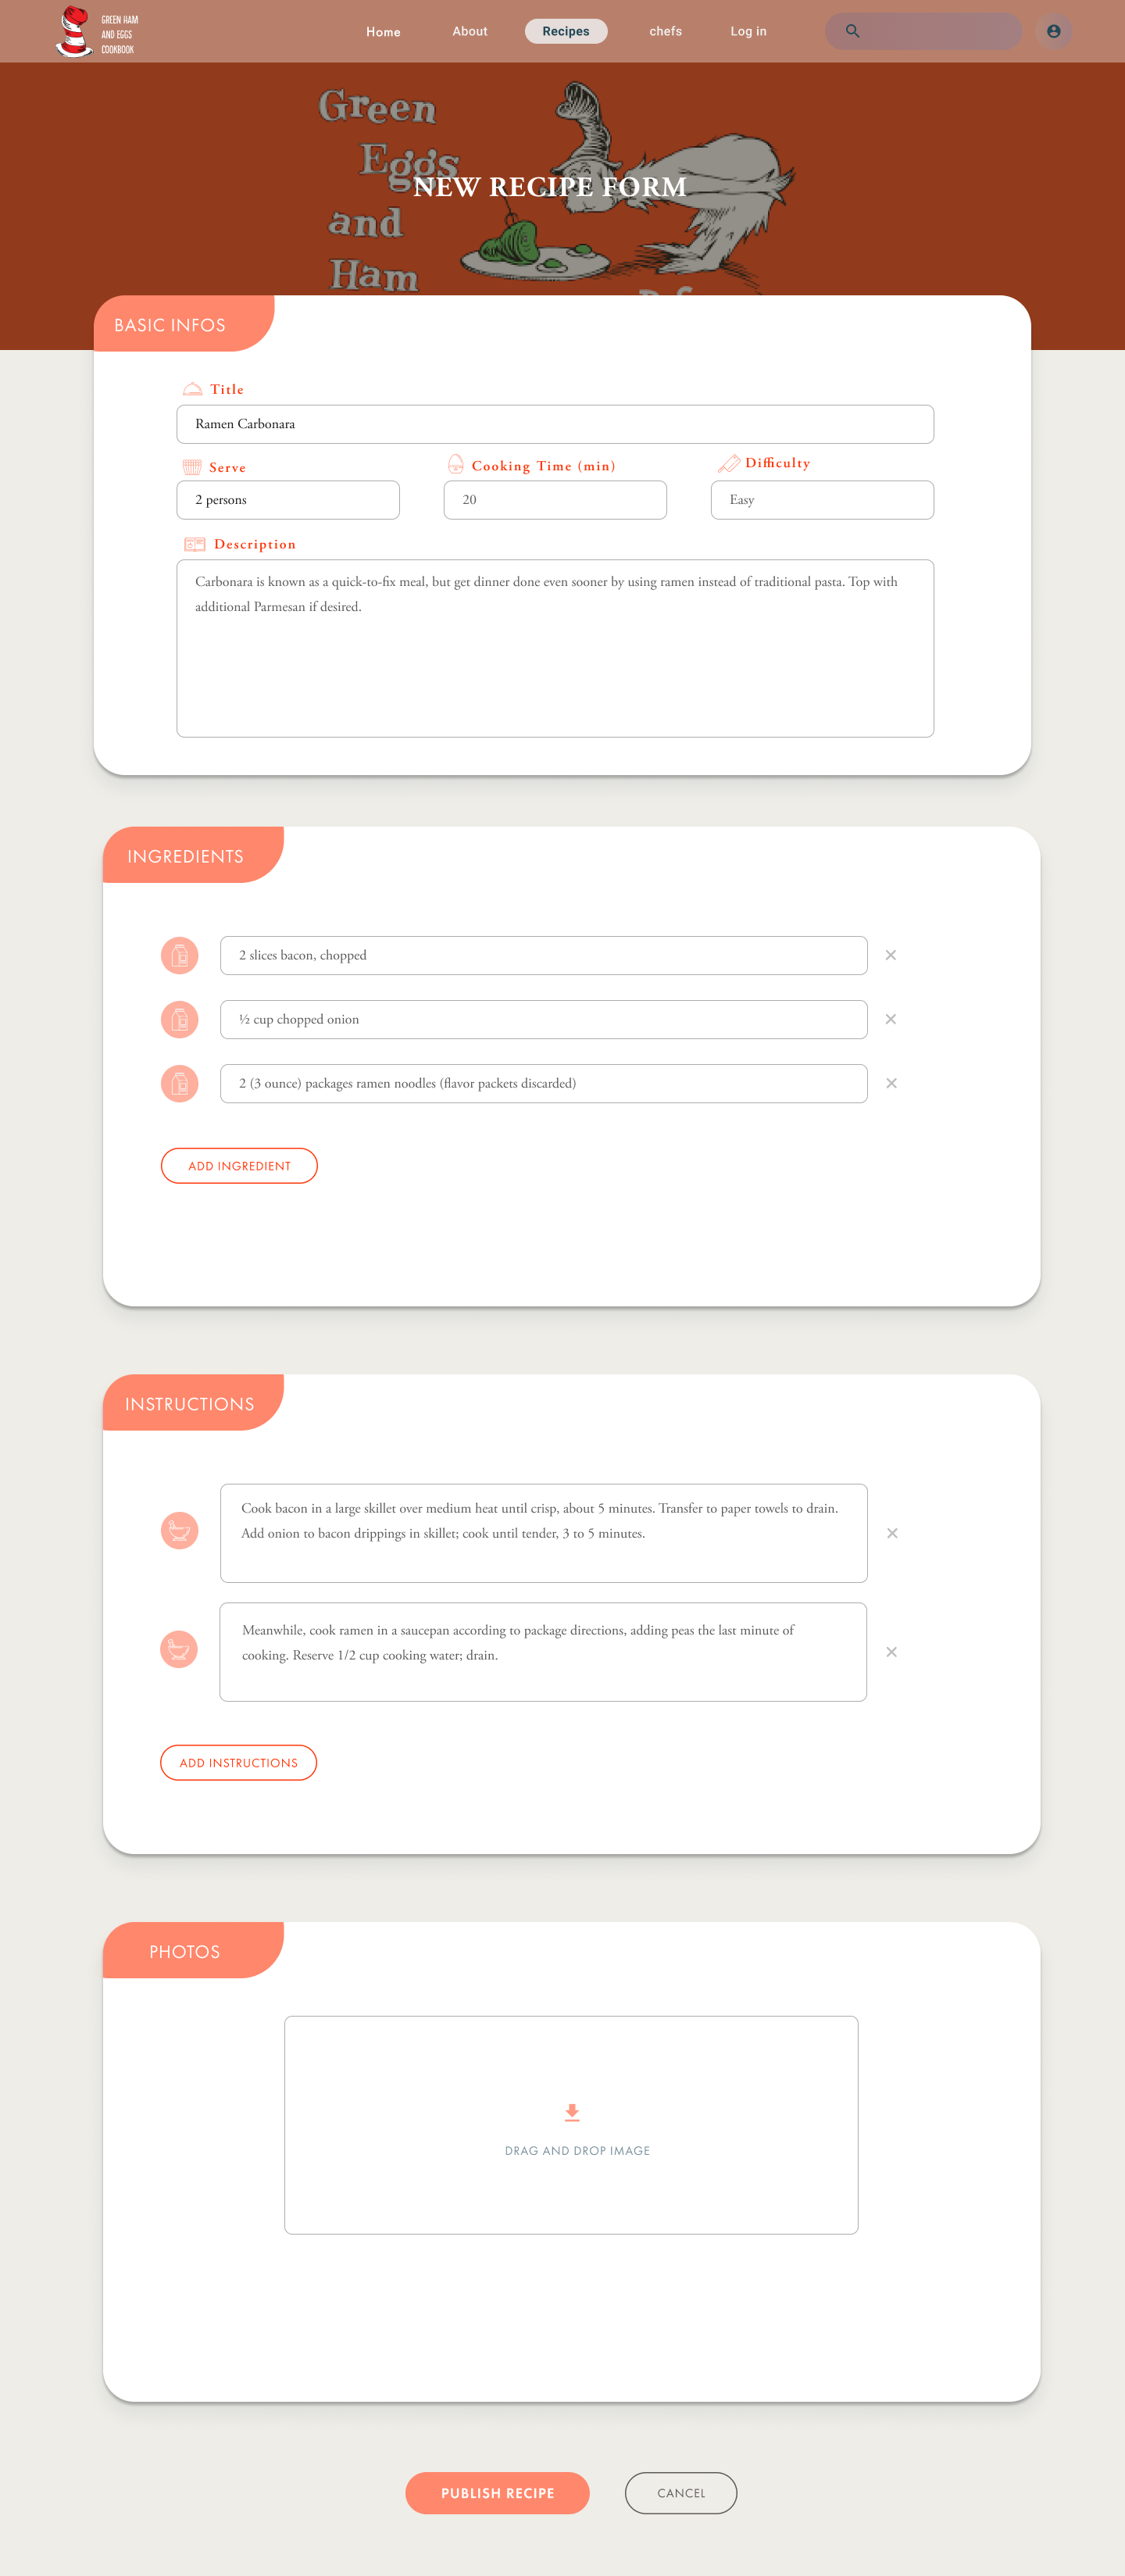 GREEN HAM
AND EGGS
COOKBOOK
Home
About
Recipes
chefs
Log in
Green
Eggs
and
Ham
NEW RECIPE FORM
BASIC INFOS
Title
Ramen Carbonara
Serve
Cooking Time (min)
Difficulty
2 persons
20
Easy
Description
Carbonara is known as a quick-to-fix meal, but get dinner done even sooner by using ramen instead of traditional pasta. Top with
additional Parmesan if desired.
INGREDIENTS
2 slices bacon, chopped
½ cup chopped onion
2 (3 ounce) packages ramen noodles (flavor packets discarded)
ADD INGREDIENT
INSTRUCTIONS
Cook bacon in a large skillet over medium heat until crisp, about 5 minutes. Transfer to paper towels to drain.
Add onion to bacon drippings in skillet; cook until tender, 3 to 5 minutes.
Meanwhile, cook ramen in a saucepan according to package directions, adding peas the last minute of
cooking. Reserve 1/2 cup cooking water; drain.
ADD INSTRUCTIONS
PHOTOS
DRAG AND DROP IMAGE
PUBLISH RECIPE
CANCEL